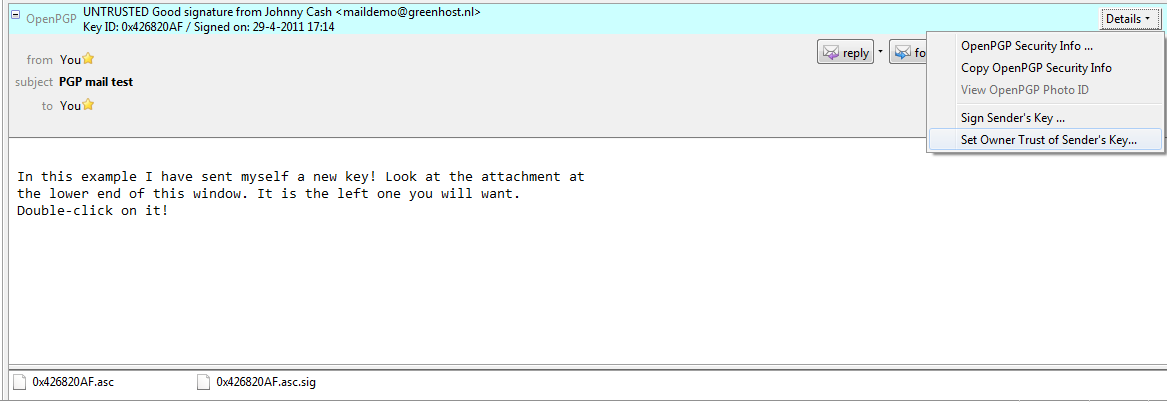 OpenPGP UNTRUSTED Good signature from Johnny Cash <maildemo@greenhost.nl>
Key ID: 0x426820AF / Signed on: 29-4-2011 17:14
Details
OpenPGP Security Info ...
Copy OpenPGP Security Info
View OpenPGP Photo ID
Sign Sender's Key ...
Set Owner Trust of Sender's Key...
reply
fo
from You
subject PGP mail test
to You
In this example I have sent myself a new key! Look at the attachment at
the lower end of this window. It is the left one you will want.
Double-click on it!
0x426820AF.asc 0x426820AF.asc.sig